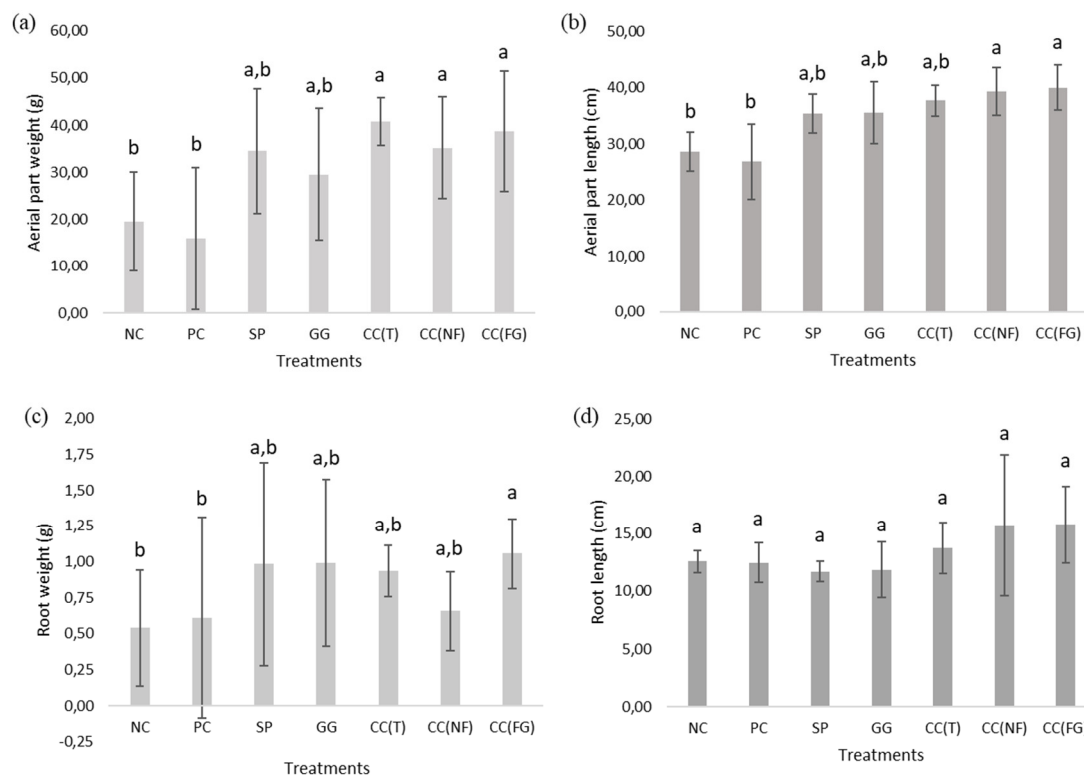 (a)
60,00
50,00
40,00
30,00
20,00
10,00
0,00
Aerial part weight (g)
b b a,b a,b a a a
NC PC SP GG CC(T) CC(NF) CC(FG)
Treatments
(b)
50,00
40,00
30,00
20,00
10,00
0,00
Aerial part length (cm)
b b a,b a,b a,b a a
NC PC SP GG CC(T) CC(NF) CC(FG)
Treatments
(c)
2,00
1,75
1,50
1,25
1,00
0,75
0,50
0,25
0,00
-0,25
Root weight (g)
b b a,b a,b a,b a,b a
NC PC SP GG CC(T) CC(NF) CC(FG)
Treatments
(d)
25,00
20,00
15,00
10,00
5,00
0,00
Root length (cm)
a a a a a a a
NC PC SP GG CC(T) CC(NF) CC(FG
Treatments